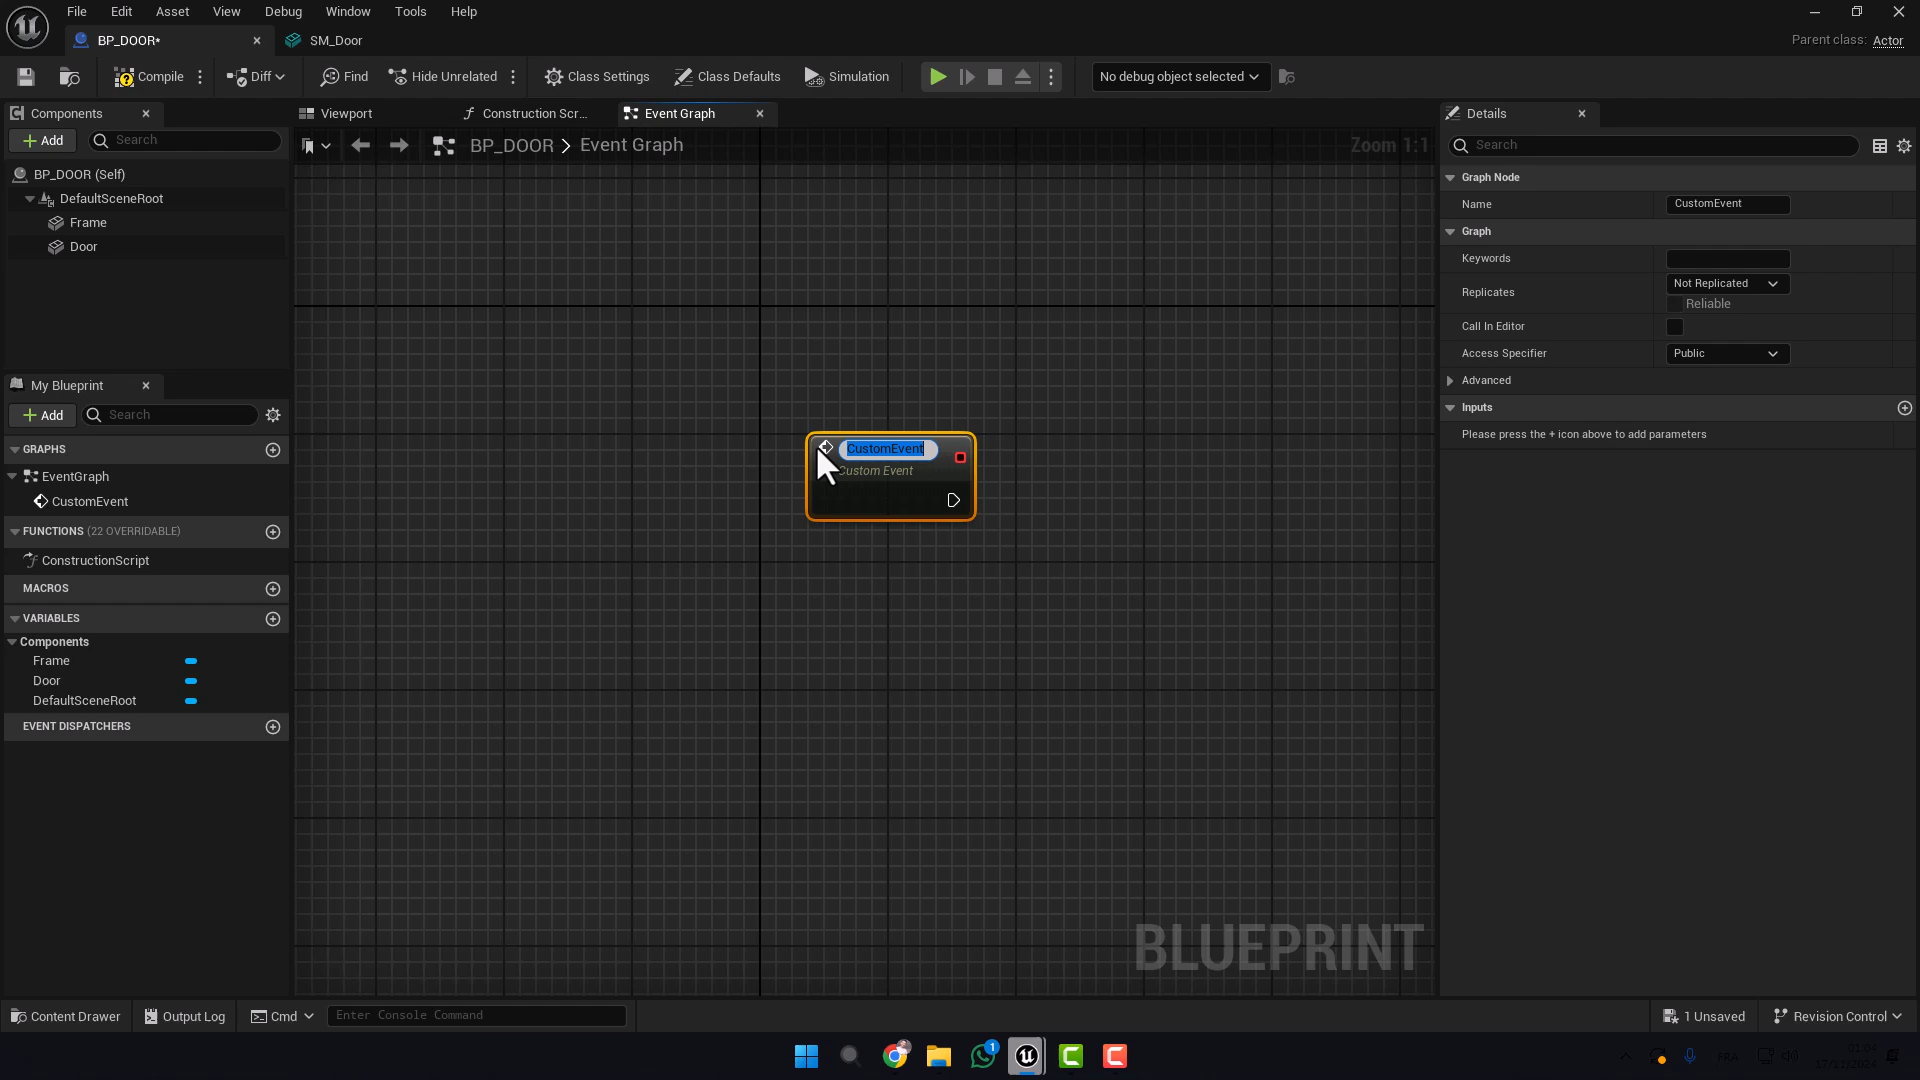 File Edit Asset View Debug Window Tools Help
BP_DOOR* SM_Door
Parent class: Actor
Compile Diff Find Hide Unrelated Class Settings Class Defaults Simulation No debug object selected
Components
Viewport Construction Scr... Event Graph
Details
Add Search
BP_DOOR > Event Graph
Zoom 1:1
Search
BP_DOOR (Self)
DefaultSceneRoot
Frame
Door
Graph Node
Name CustomEvent
Graph
Keywords
Replicates Not Replicated
Reliable
Call In Editor
Access Specifier Public
Advanced
Inputs
Please press the + icon above to add parameters
My Blueprint
Add Search
GRAPHS
EventGraph
CustomEvent
FUNCTIONS (22 OVERRIDABLE)
ConstructionScript
MACROS
VARIABLES
Components
Frame
Door
DefaultSceneRoot
EVENT DISPATCHERS
CustomEvent
Custom Event
BLUEPRINT
Content Drawer Output Log Cmd Enter Console Command
1 Unsaved Revision Control
1
FRA